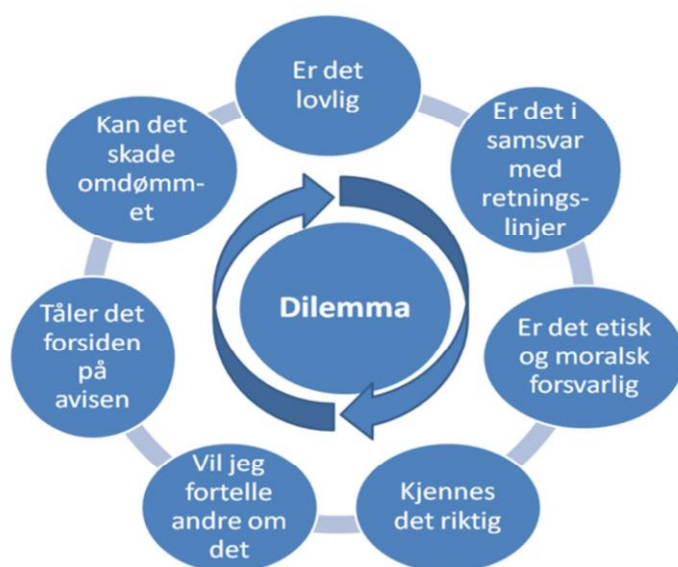 Er det
lovlig
Er det i
samsvar
med
retnings-
linjer
Er det etisk
og moralsk
forsvarlig
Kjennes
det riktig
Vil jeg
fortelle
andre om
det
Tåler det
forsiden
på
avisen
Kan det
skade
omdømm-
et
Dilemma